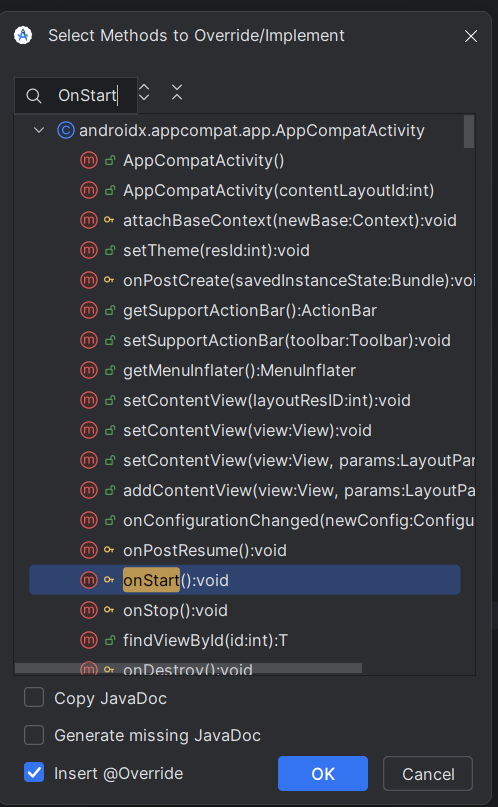 Select Methods to Override/Implement
OnStart
androidx.appcompat.app.AppCompatActivity
AppCompatActivity()
AppCompatActivity(contentLayoutId:int)
attachBaseContext(newBase:Context):void
setTheme(resId:int):void
onPostCreate(savedInstanceState:Bundle):voi
getSupportActionBar():ActionBar
setSupportActionBar(toolbar:Toolbar):void
getMenuInflater():MenuInflater
setContentView(layoutResID:int):void
setContentView(view:View):void
setContentView(view:View, params:LayoutPar
addContentView(view:View, params:LayoutPa
onConfigurationChanged(newConfig:Configu
onPostResume():void
onStart():void
onStop():void
findViewById(id:int):T
onDestroy():void
Copy JavaDoc
Generate missing JavaDoc
Insert @Override
OK
Cancel